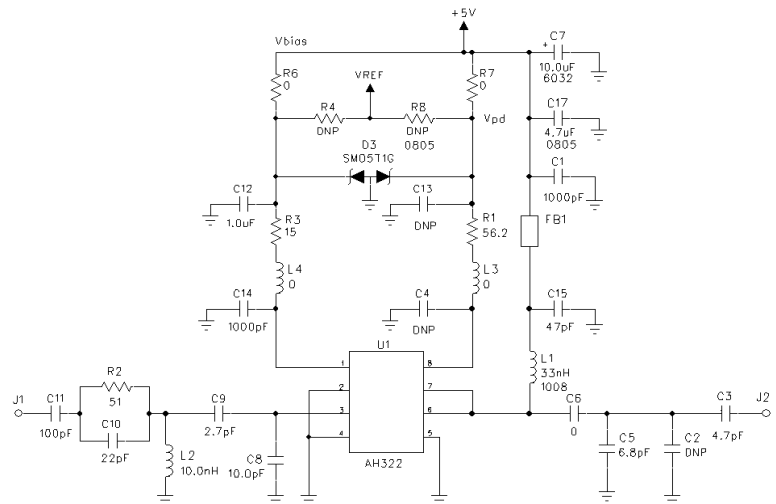 +5V
Vbias
C7
+
10.0uF
6032
R6
0
R7
0
VREF
R4
DNP
R8
DNP
0805
Vpd
C17
4.7uF
0805
D3
SM05T1G
C1
1000pF
C12
1.0uF
C13
DNP
R3
15
R1
56.2
FB1
L4
0
L3
0
C14
1000pF
C4
DNP
C15
47pF
U1
L1
33nH
1008
1
8
2
7
3
6
4
5
AH322
J1
C11
100pF
R2
51
C10
22pF
L2
10.0nH
C9
2.7pF
C8
10.0pF
C6
0
C5
6.8pF
C2
DNP
C3
4.7pF
J2